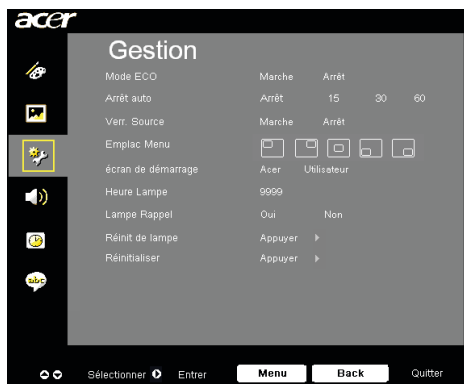 acer
Gestion
Mode ECO Marche Arrêt
Arrêt auto Arrêt 15 30 60
Verr. Source Marche Arrêt
Emplac Menu
écran de démarrage Acer Utilisateur
Heure Lampe 9999
Lampe Rappel Oui Non
Réinit de lampe Appuyer
Réinitialiser Appuyer
abc
Sélectionner Entrer Menu Back Quitter